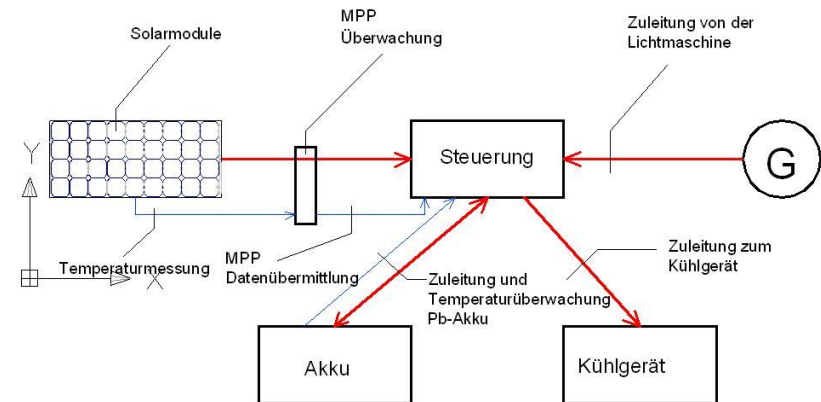 MPP
Überwachung
Solarmodule
Zuleitung von der
Lichtmaschine
Steuerung
G
Y
X
Temperaturmessung
MPP
Datenübermittlung
Zuleitung und
Temperaturüberwachung
Pb-Akku
Zuleitung zum
Kühlgerät
Akku
Kühlgerät